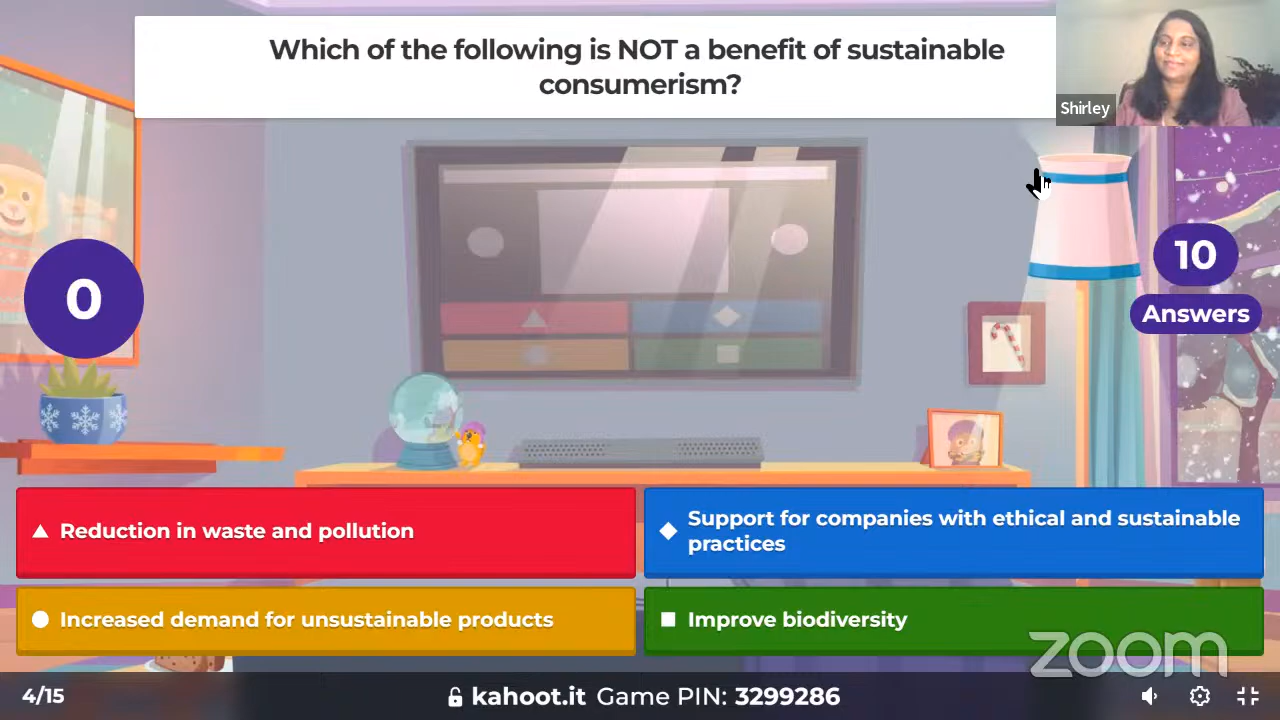 Which of the following is NOT a benefit of sustainable
consumerism?
Shirley
0
10
Answers
Reduction in waste and pollution
Support for companies with ethical and sustainable
practices
Increased demand for unsustainable products
Improve biodiversity
zoom
4/15
kahoot.it Game PIN: 3299286